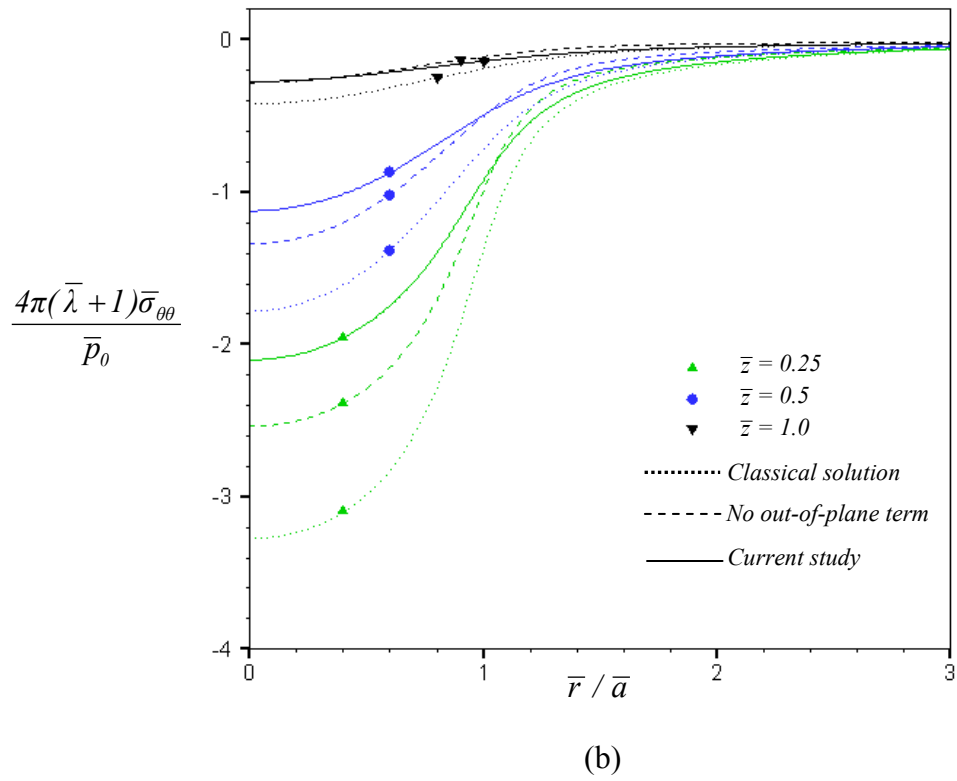 0
-1
-2
-3
-4
4π(λ̅ + 1)σ̅θθ
p̅0
z̅ = 0.25
z̅ = 0.5
z̅ = 1.0
Classical solution
No out-of-plane term
Current study
0 1 2 3
r̅ / a̅
(b)